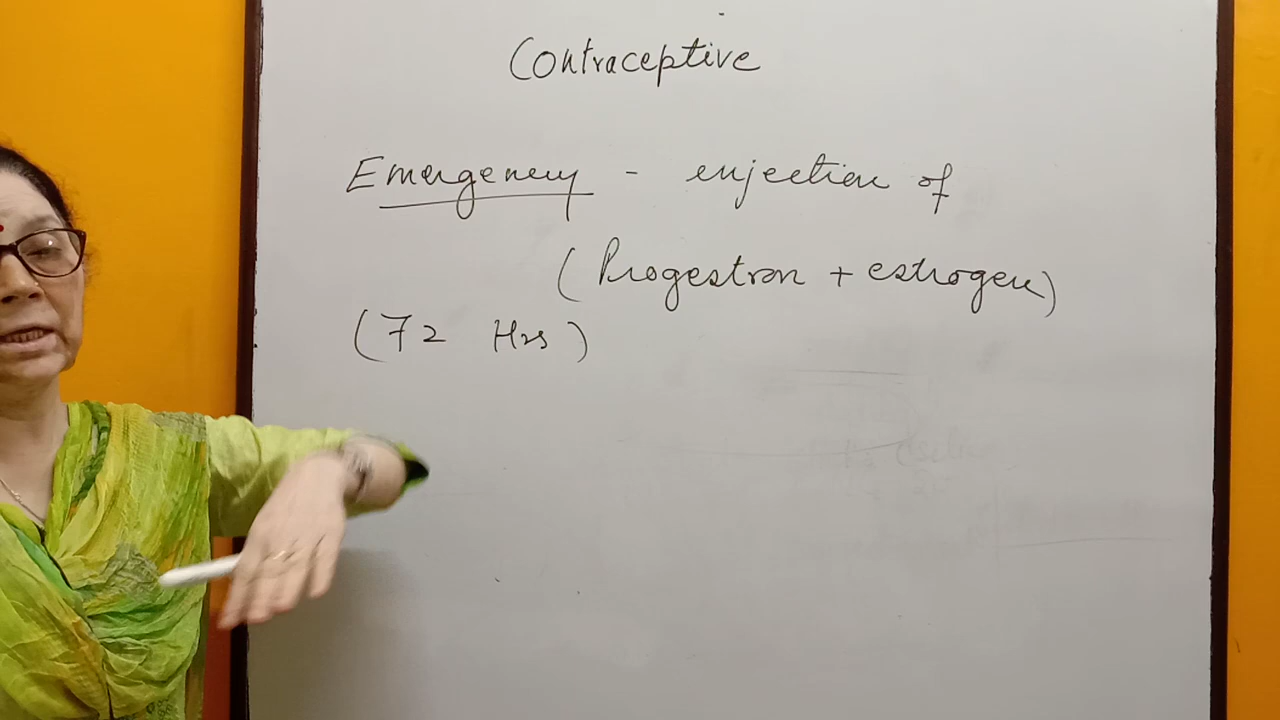 Contraceptive
Emergency - enjection of
(Progestron + estrogen)
(72 Hrs)